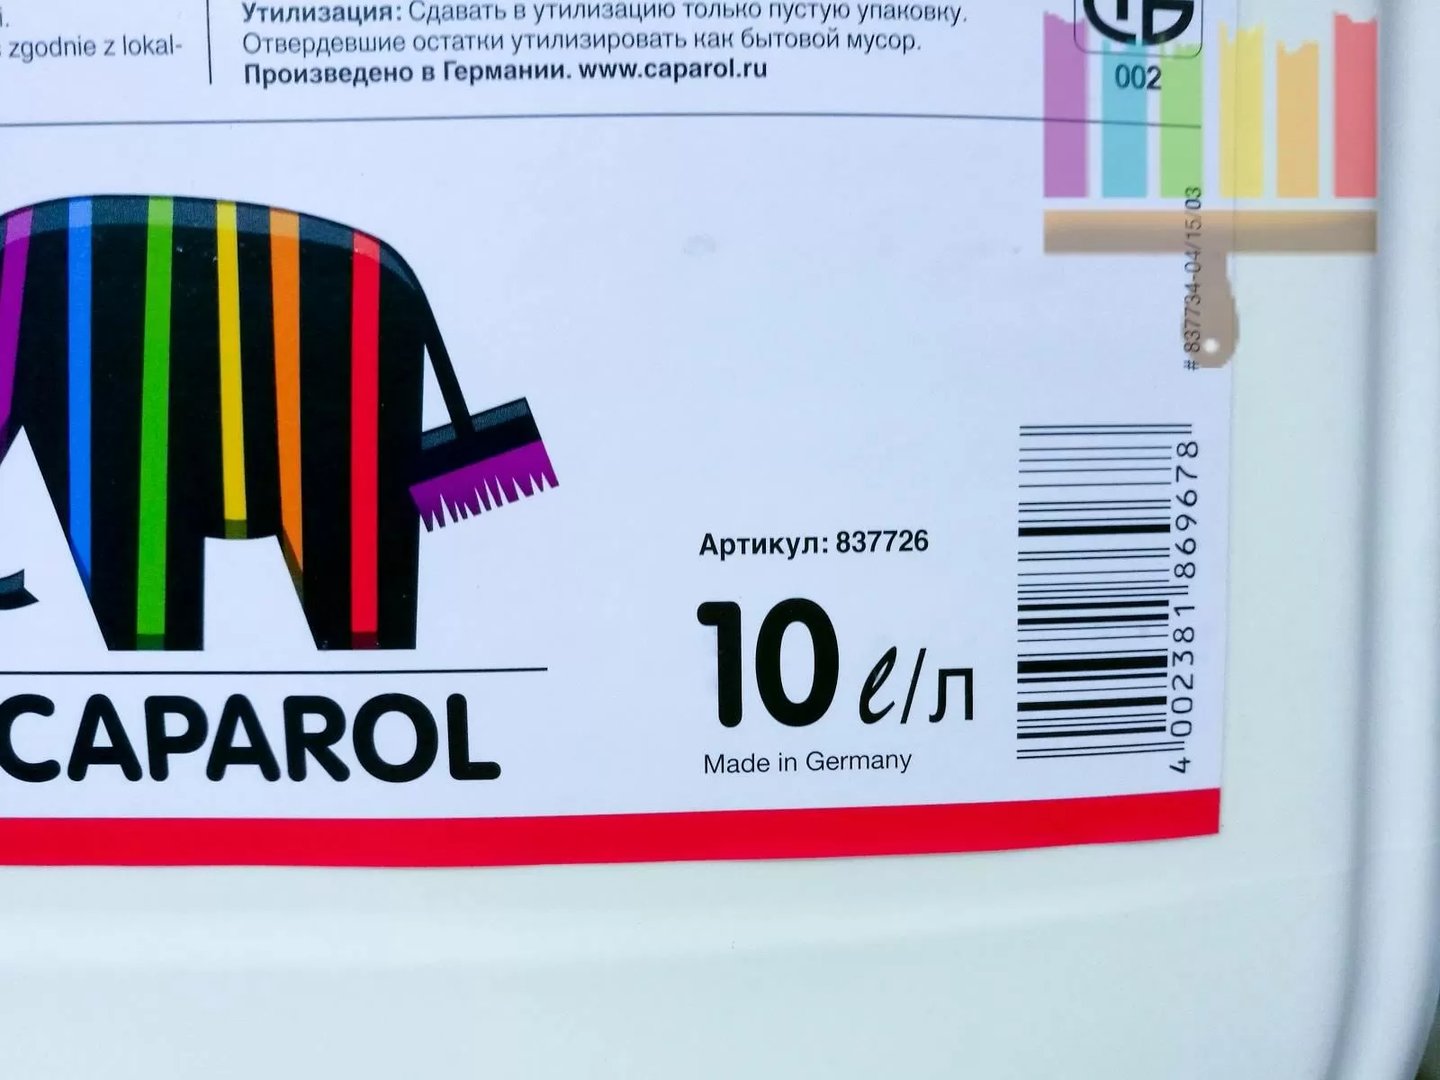 zgodnie z lokal-
Утилизация: Сдавать в утилизацию только пустую упаковку.
Отвердевшие остатки утилизировать как бытовой мусор.
Произведено в Германии. www.caparol.ru
002
# 837734-04/15/03
CAPAROL
Артикул: 837726
10 ℓ/л
Made in Germany
4 002381 869678